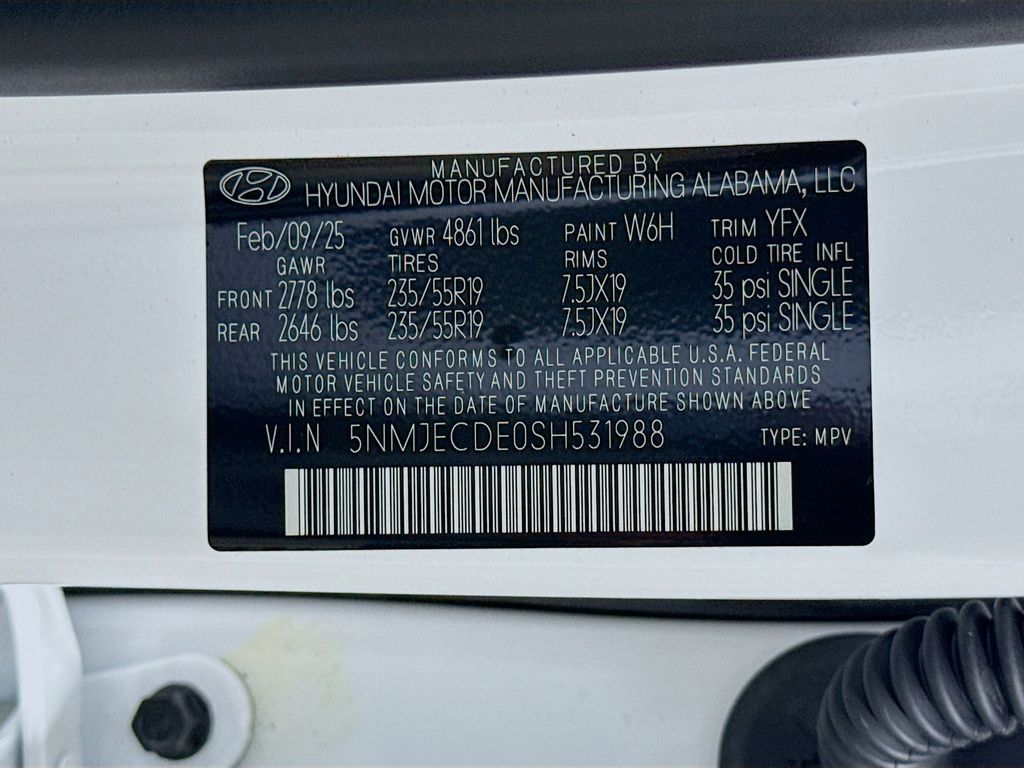 MANUFACTURED BY
HYUNDAI MOTOR MANUFACTURING ALABAMA, LLC
Feb/09/25 GVWR 4861 lbs PAINT W6H TRIM YFX
GAWR TIRES RIMS COLD TIRE INFL
FRONT 2778 lbs 235/55R19 7.5JX19 35 psi SINGLE
REAR 2646 lbs 235/55R19 7.5JX19 35 psi SINGLE
THIS VEHICLE CONFORMS TO ALL APPLICABLE U.S.A. FEDERAL
MOTOR VEHICLE SAFETY AND THEFT PREVENTION STANDARDS
IN EFFECT ON THE DATE OF MANUFACTURE SHOWN ABOVE
V.I.N 5NMJECDE0SH531988 TYPE: MPV